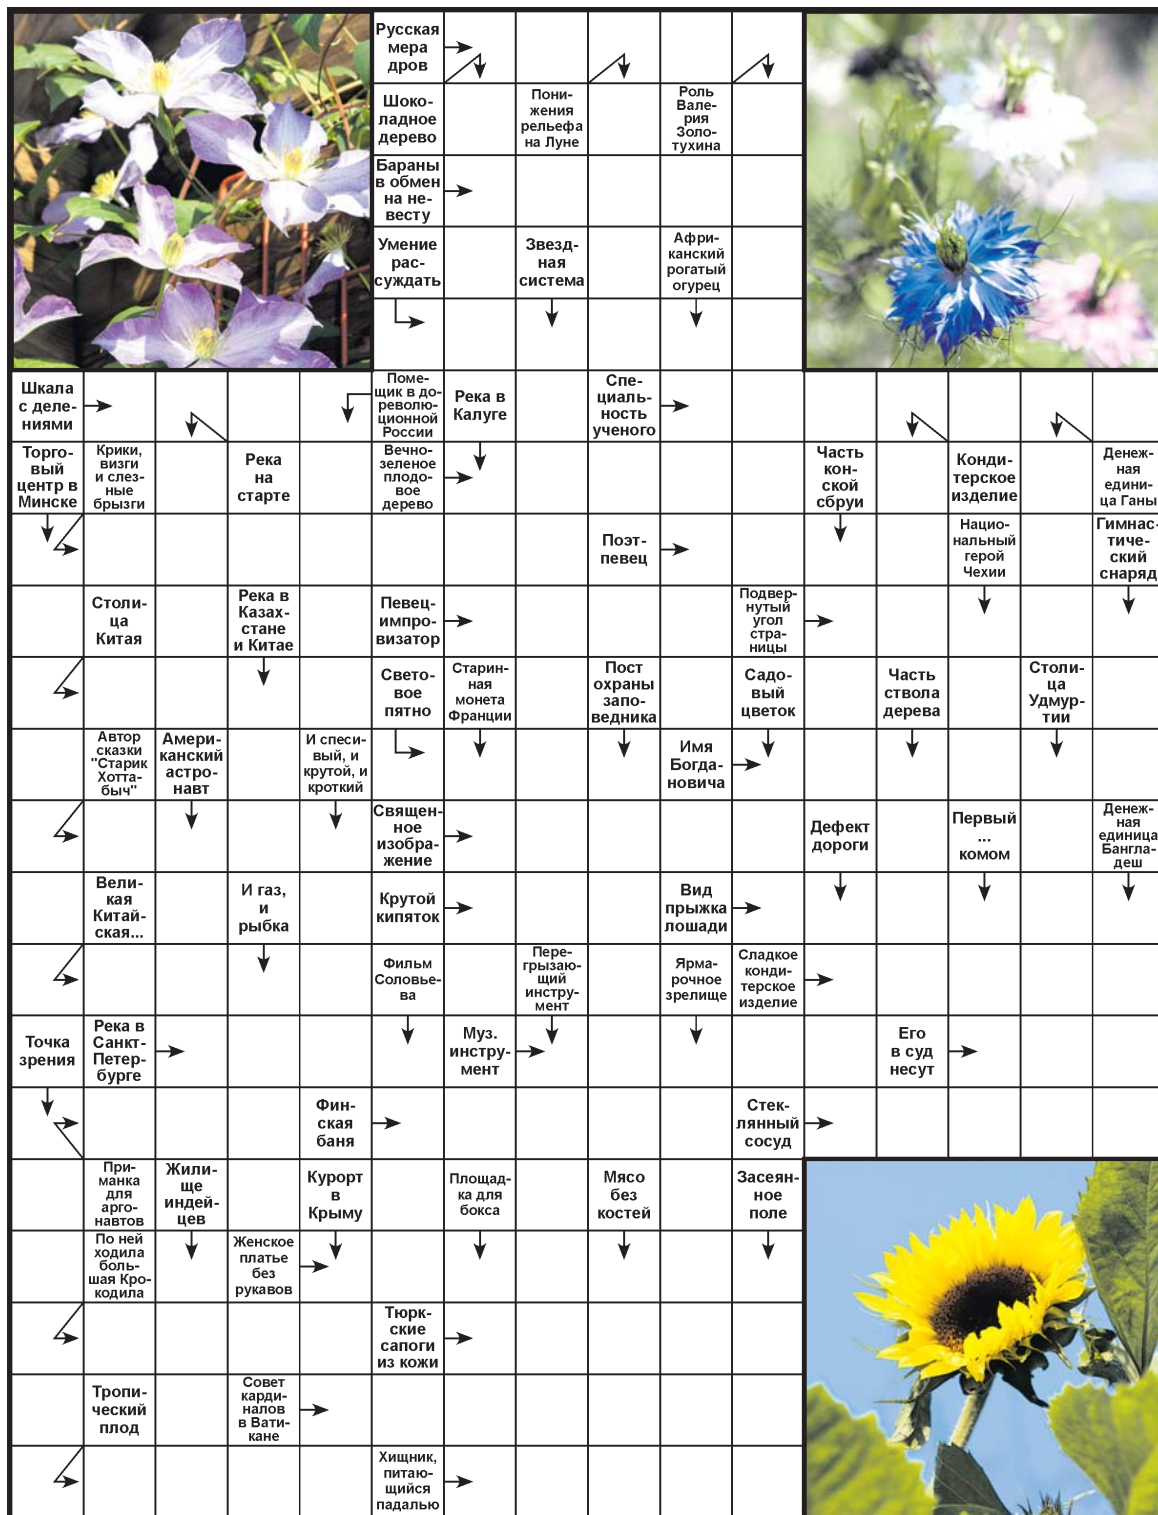 Русская
мера
дров
Шоко-
ладное
дерево
Пони-
жения
рельефа
на Луне
Роль
Вале-
рия
Золо-
тухина
Бараны
в обмен
на не-
весту
Умение
рас-
суждать
Звезд-
ная
система
Афри-
канский
рогатый
огурец
Шкала
с деле-
ниями
Поме-
щик в до-
револю-
ционной
России
Река в
Калуге
Спе-
циаль-
ность
ученого
Торго-
вый
центр в
Минске
Крики,
визги
и слез-
ные
брызги
Река
на
старте
Вечно-
зеленое
плодо-
вое
дерево
Часть
кон-
ской
сбруи
Конди-
терское
изделие
Денеж-
ная
едини-
ца Ганы
Поэт-
певец
Нацио-
нальный
герой
Чехии
Гимнас-
тиче-
ский
снаряд
Столи-
ца
Китая
Река в
Казах-
стане
и Китае
Певец-
импро-
визатор
Подвер-
нутый
угол
стра-
ницы
Свето-
вое
пятно
Старин-
ная
монета
Франции
Пост
охраны
запо-
ведника
Садо-
вый
цветок
Часть
ствола
дерева
Столи-
ца
Удмур-
тии
Автор
сказки
"Старик
Хотта-
быч"
Амери-
канский
астро-
навт
И спеси-
вый, и
крутой, и
кроткий
Имя
Богда-
новича
Священ-
ное
изобра-
жение
Дефект
дороги
Первый
...
комом
Денеж-
ная
единица
Бангла-
деш
Вели-
кая
Китай-
ская...
И газ,
и
рыбка
Крутой
кипяток
Вид
прыжка
лошади
Фильм
Соловье-
ва
Пере-
грызаю-
щий
инстру-
мент
Ярма-
рочное
зрелище
Сладкое
конди-
терское
изделие
Точка
зрения
Река в
Санкт-
Петер-
бурге
Муз.
инстру-
мент
Его
в суд
несут
Фин-
ская
баня
Стек-
лянный
сосуд
При-
манка
для
арго-
навтов
Жили-
ще
индей-
цев
Курорт
в
Крыму
Площад-
ка для
бокса
Мясо
без
костей
Засеян-
ное
поле
По ней
ходила
боль-
шая Кро-
кодила
Женское
платье
без
рукавов
Тюрк-
ские
сапоги
из кожи
Тропи-
ческий
плод
Совет
карди-
налов
в Вати-
кане
Хищник,
питаю-
щийся
падалью